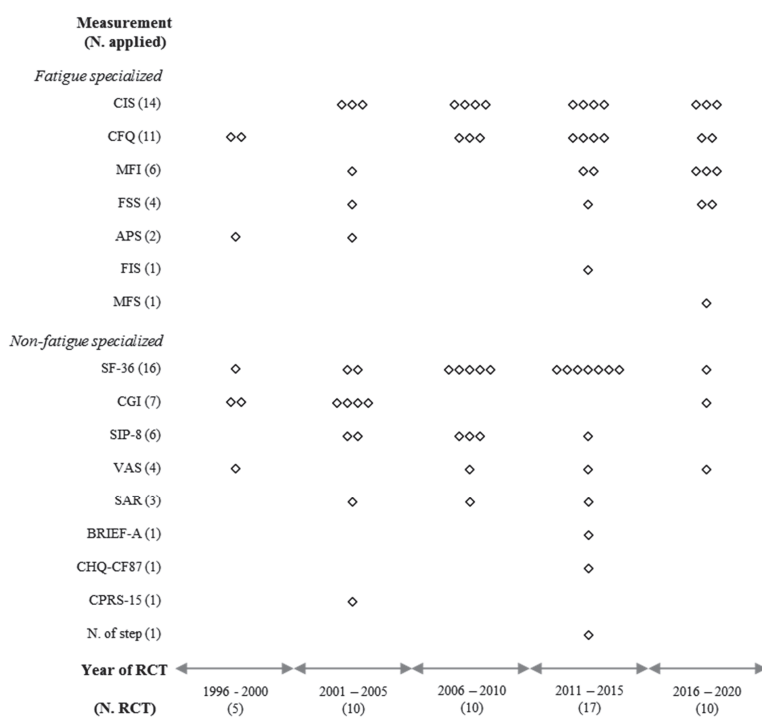 Measurement
(N. applied)
Fatigue specialized
CIS (14)
CFQ (11)
MFI (6)
FSS (4)
APS (2)
FIS (1)
MFS (1)
Non-fatigue specialized
SF-36 (16)
CGI (7)
SIP-8 (6)
VAS (4)
SAR (3)
BRIEF-A (1)
CHQ-CF87 (1)
CPRS-15 (1)
N. of step (1)
Year of RCT
1996 - 2000 2001 – 2005 2006 – 2010 2011 – 2015 2016 – 2020
(N. RCT) (5) (10) (10) (17) (10)